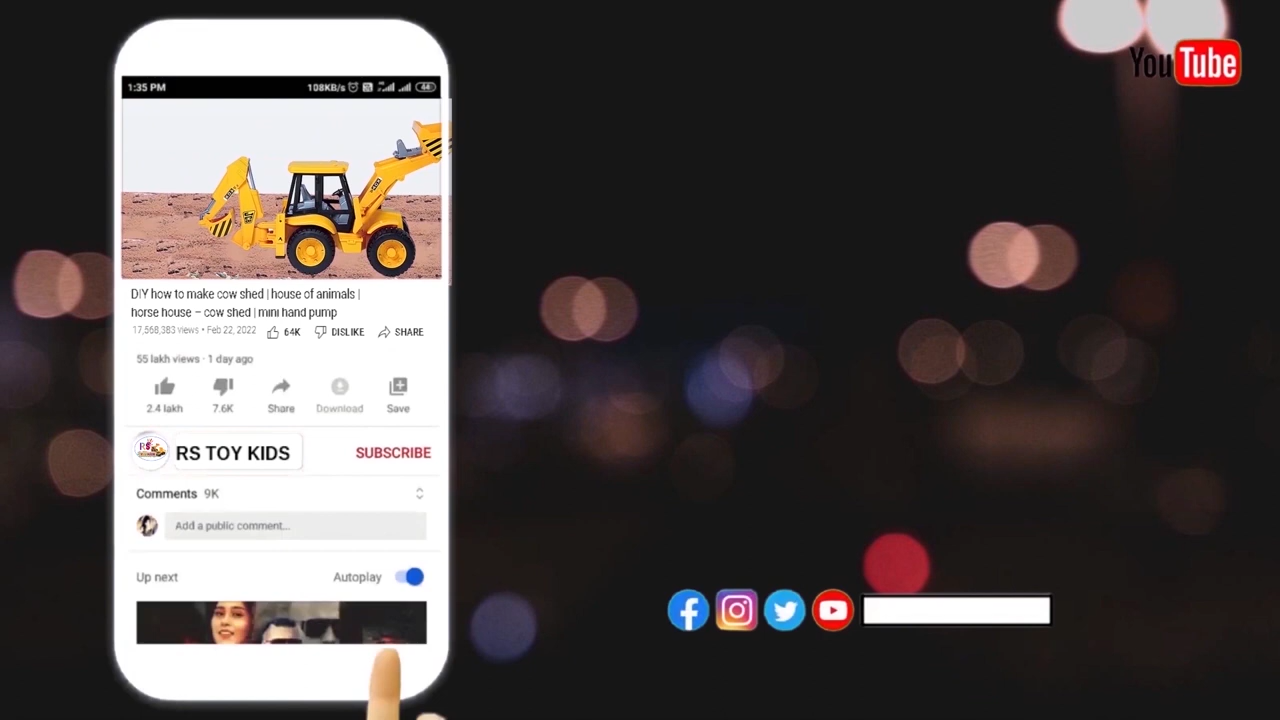 YouTube
1:35 PM 108KB/s 44
DIY how to make cow shed | house of animals |
horse house – cow shed | mini hand pump
17,568,383 views • Feb 22, 2022 64K DISLIKE SHARE
55 lakh views · 1 day ago
2.4 lakh 7.6K Share Download Save
RS TOY KIDS SUBSCRIBE
Comments 9K
Add a public comment...
Up next Autoplay